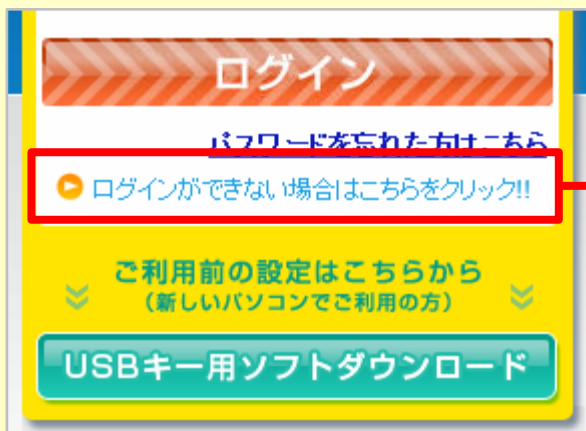 ログイン
パスワードを忘れた方はこちら
ログインができない場合はこちらをクリック!!
ご利用前の設定はこちらから
（新しいパソコンでご利用の方）
USBキー用ソフトダウンロード